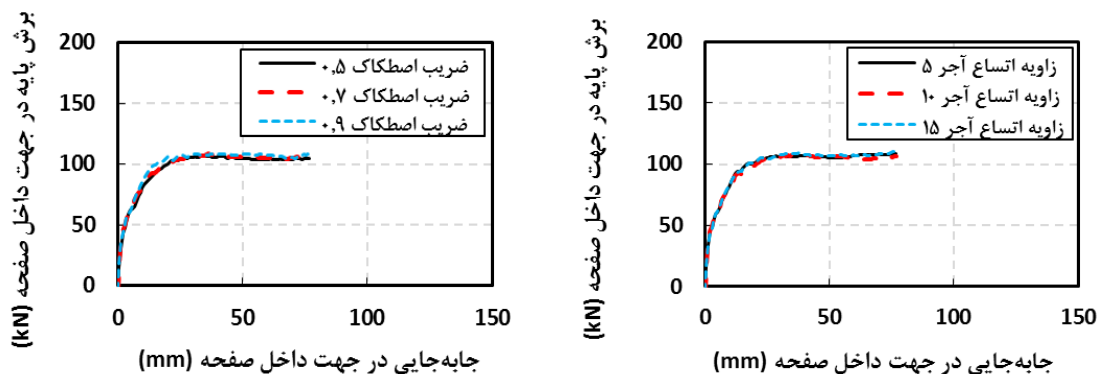 برش پایه در جهت داخل صفحه (kN)
200
150
100
50
0
ضریب اصطکاک ۰,۵
ضریب اصطکاک ۰,۷
ضریب اصطکاک ۰,۹
0 50 100 150
جابه‌جایی در جهت داخل صفحه (mm)
برش پایه در جهت داخل صفحه (kN)
200
150
100
50
0
زاویه اتساع آجر ۵
زاویه اتساع آجر ۱۰
زاویه اتساع آجر ۱۵
0 50 100 150
جابه‌جایی در جهت داخل صفحه (mm)